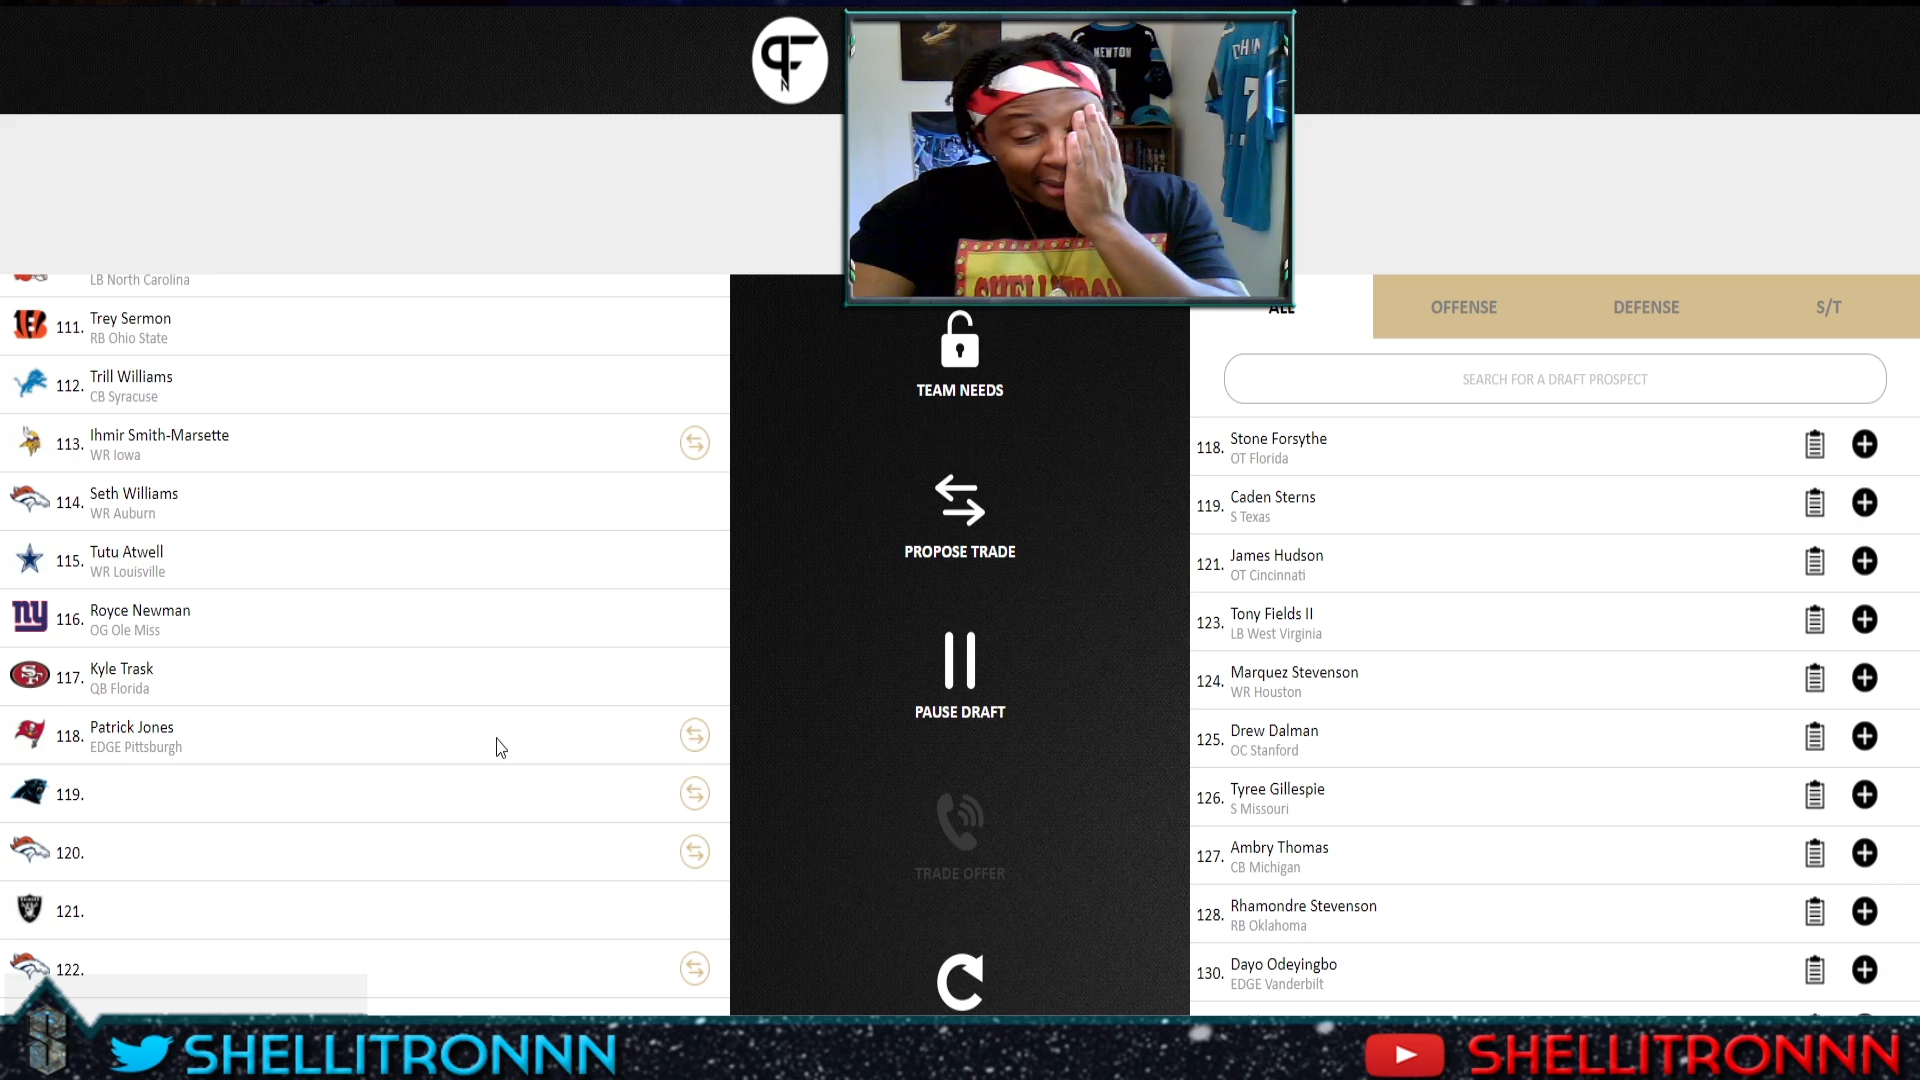 PFN
NEWTON
SHELLITRON
LB North Carolina
111. Trey Sermon
RB Ohio State
112. Trill Williams
CB Syracuse
113. Ihmir Smith-Marsette
WR Iowa
114. Seth Williams
WR Auburn
115. Tutu Atwell
WR Louisville
116. Royce Newman
OG Ole Miss
117. Kyle Trask
QB Florida
118. Patrick Jones
EDGE Pittsburgh
119.
120.
121.
122.
TEAM NEEDS
PROPOSE TRADE
PAUSE DRAFT
TRADE OFFER
ALL OFFENSE DEFENSE S/T
SEARCH FOR A DRAFT PROSPECT
118. Stone Forsythe
OT Florida
119. Caden Sterns
S Texas
121. James Hudson
OT Cincinnati
123. Tony Fields II
LB West Virginia
124. Marquez Stevenson
WR Houston
125. Drew Dalman
OC Stanford
126. Tyree Gillespie
S Missouri
127. Ambry Thomas
CB Michigan
128. Rhamondre Stevenson
RB Oklahoma
130. Dayo Odeyingbo
EDGE Vanderbilt
SHELLITRONNN
SHELLITRONNN